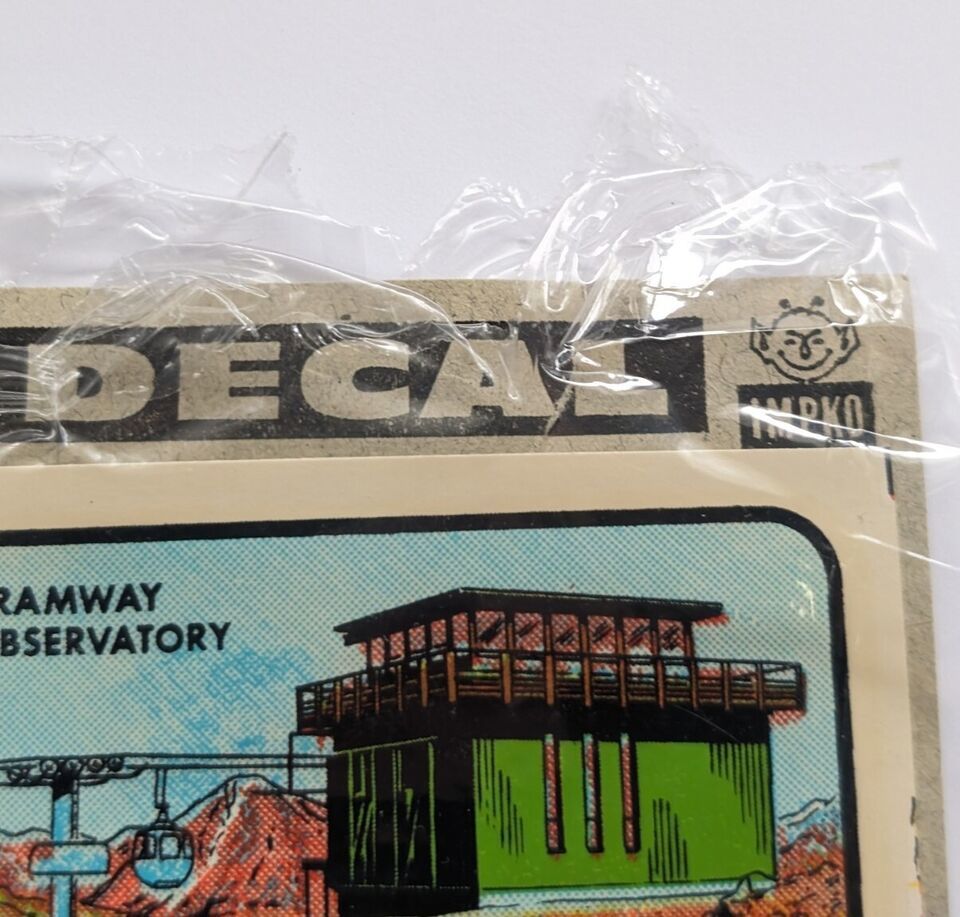 DECAL
IMPKO
RAMWAY
BSERVATORY